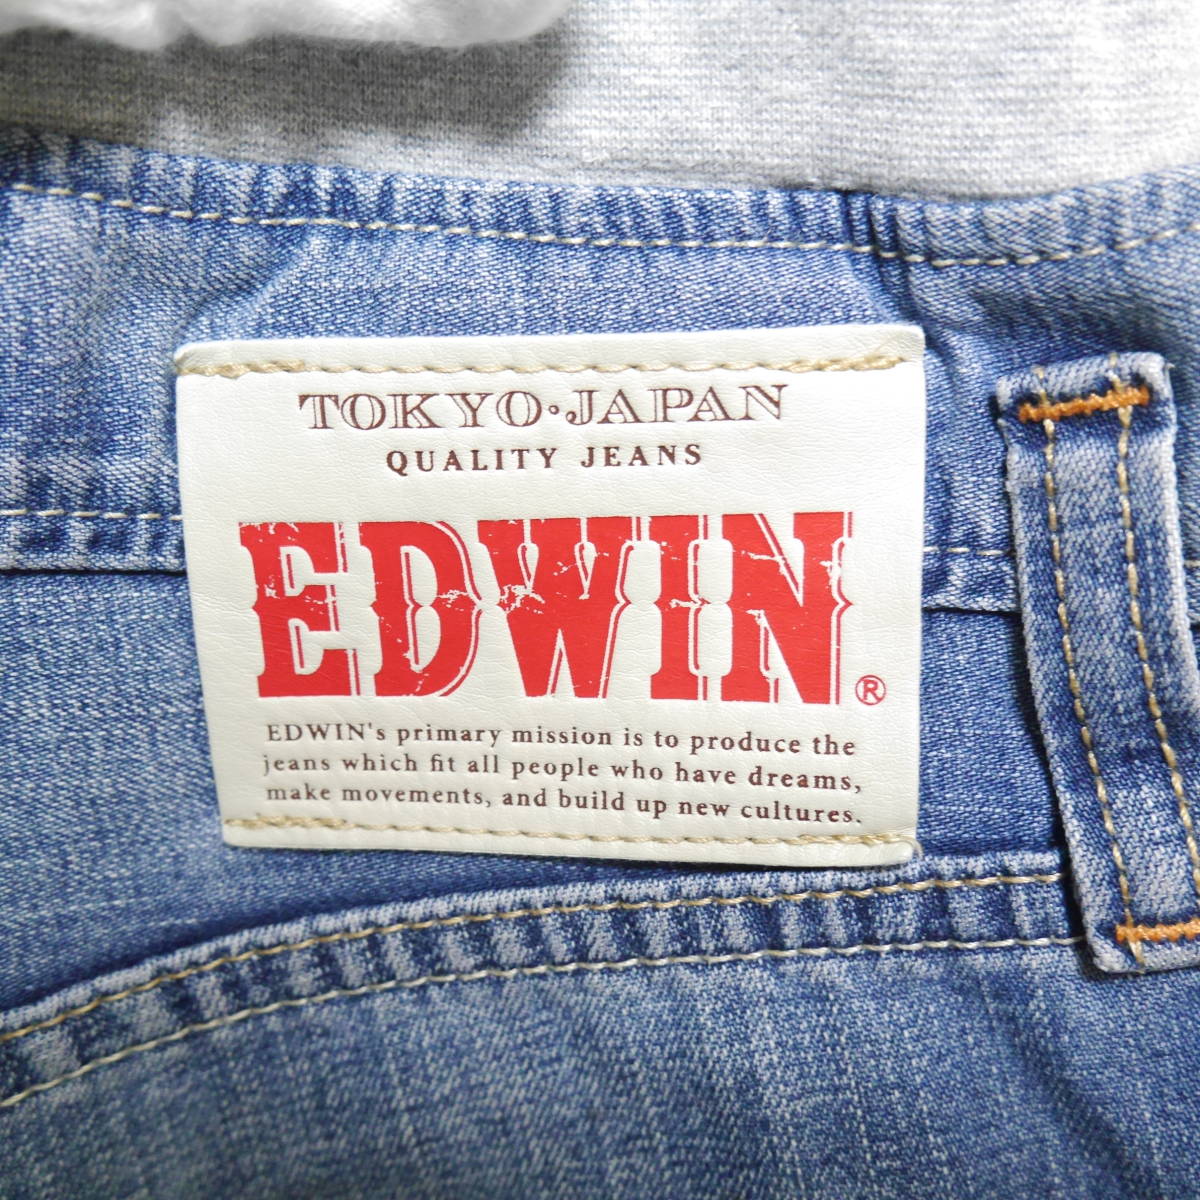 TOKYO·JAPAN
QUALITY JEANS
EDWIN®
EDWIN's primary mission is to produce the
jeans which fit all people who have dreams,
make movements, and build up new cultures.